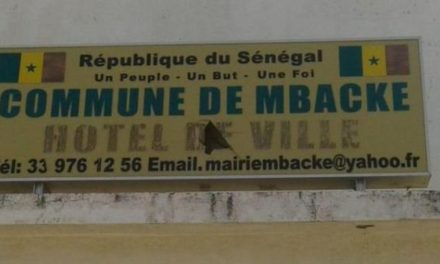 République du Sénégal
Un Peuple - Un But - Une Foi
COMMUNE DE MBACKE
HOTEL DE VILLE
Tél: 33 976 12 56 Email. mairiembacke@yahoo.fr